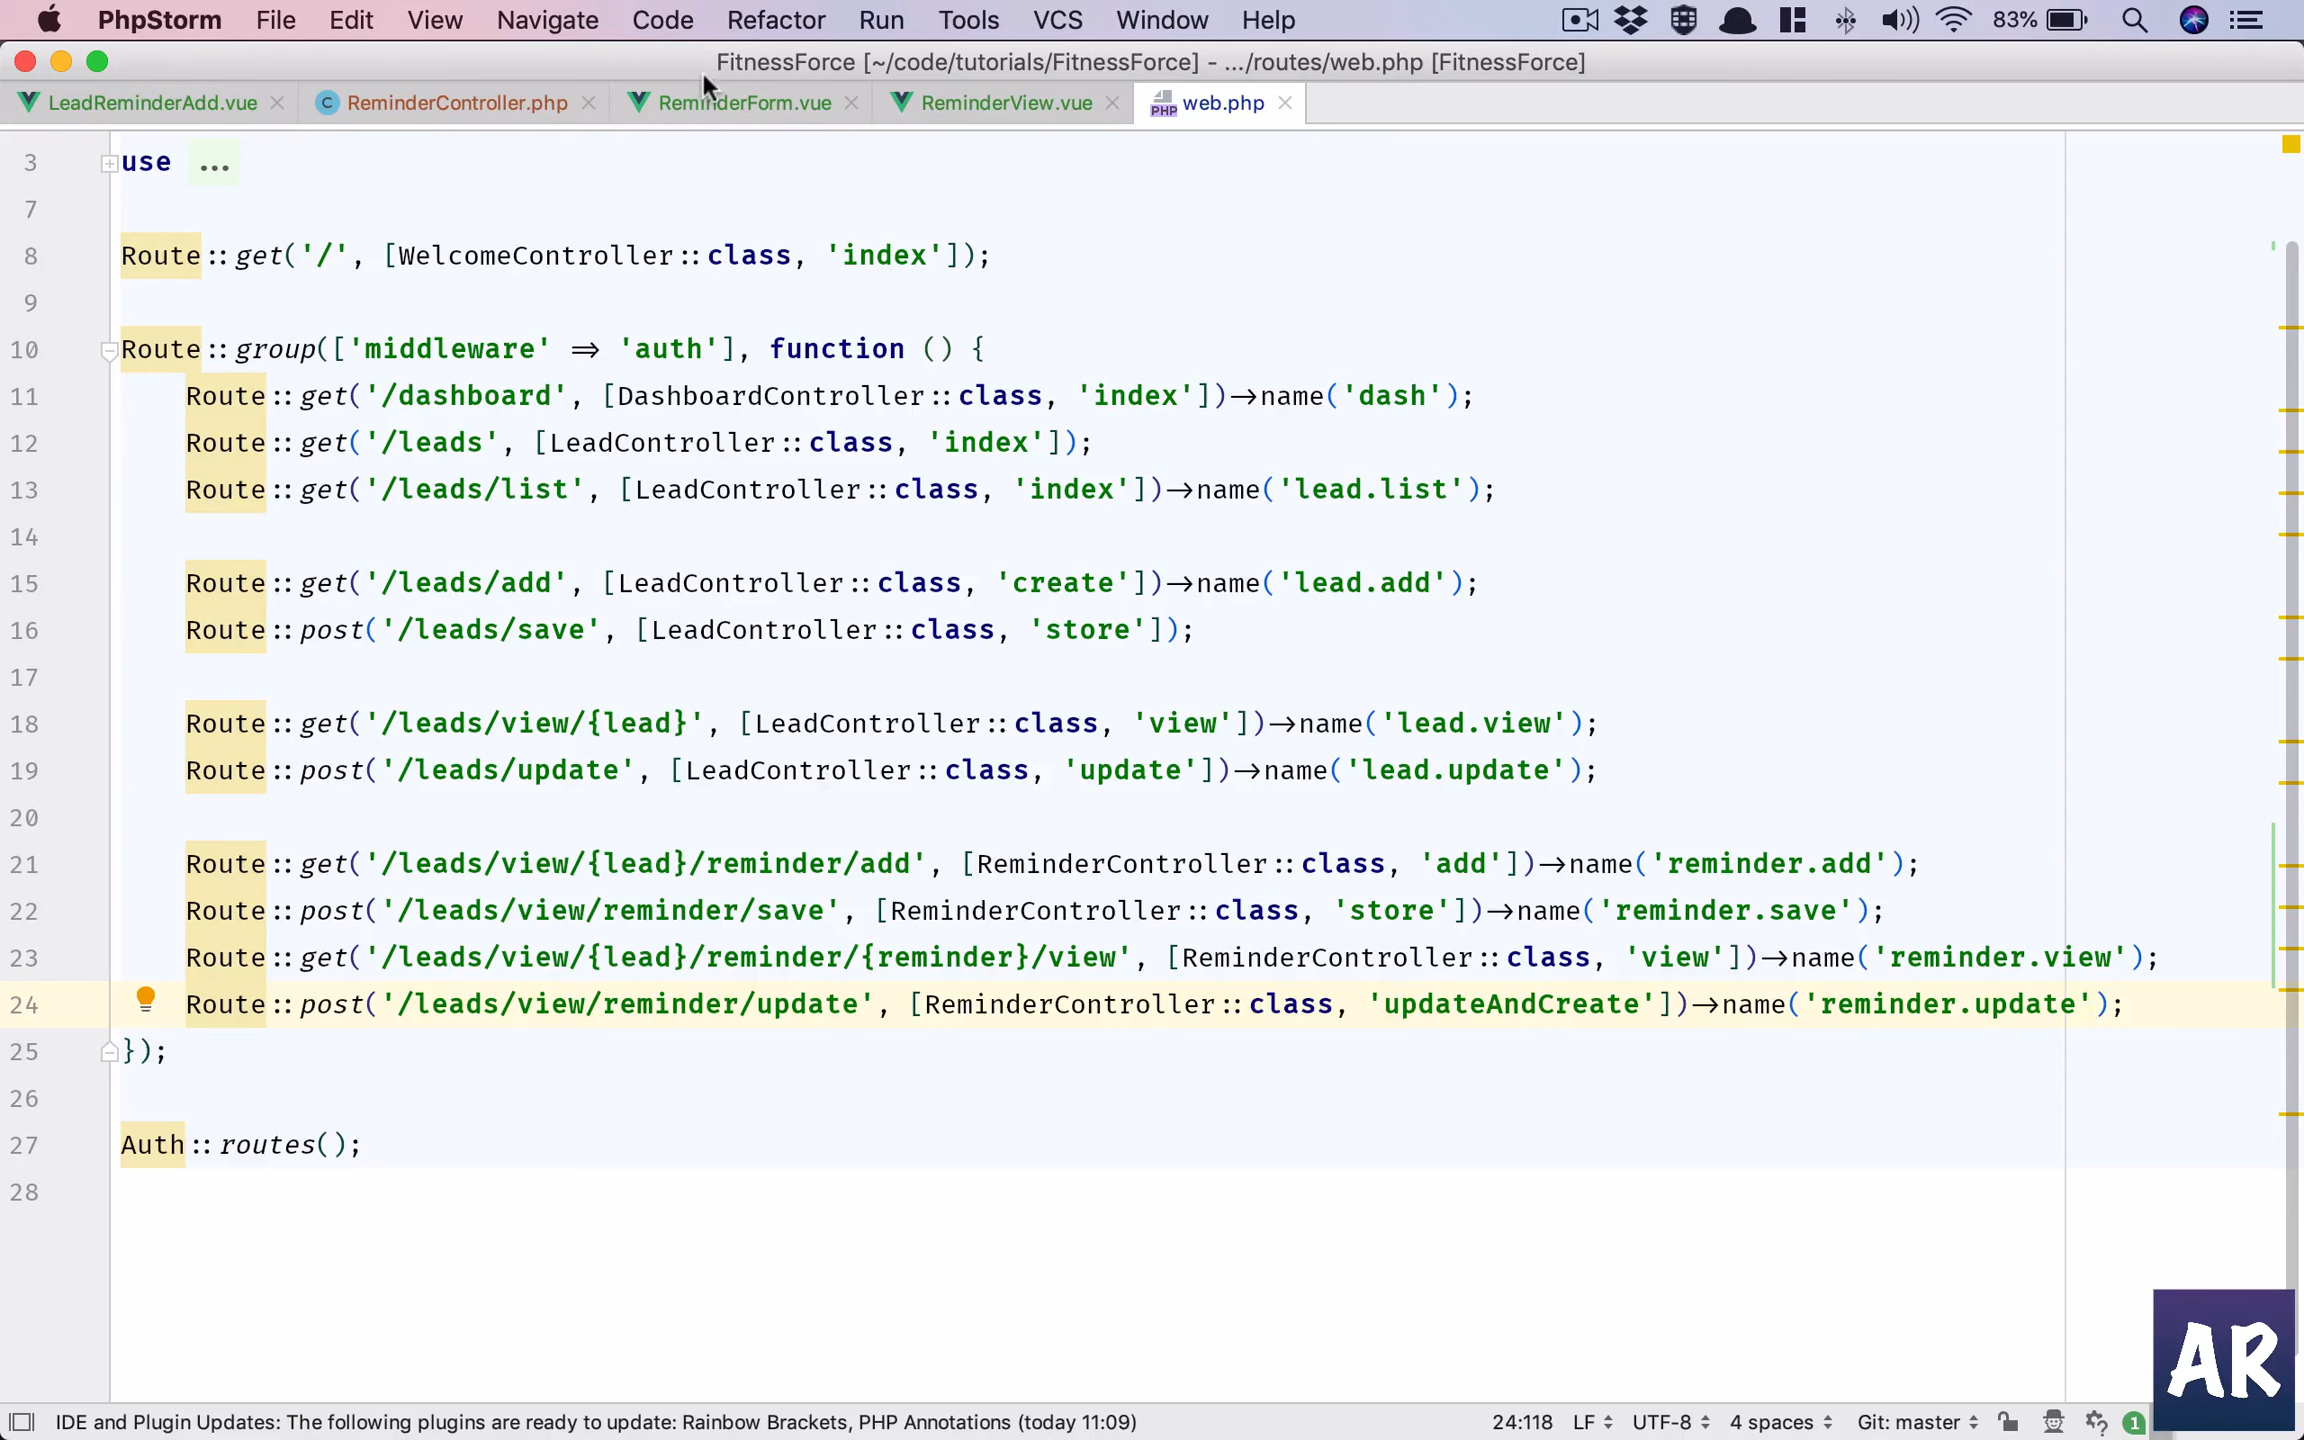 PhpStorm File Edit View Navigate Code Refactor Run Tools VCS Window Help 83%
FitnessForce [~/code/tutorials/FitnessForce] - .../routes/web.php [FitnessForce]
LeadReminderAdd.vue C ReminderController.php ReminderForm.vue ReminderView.vue PHP web.php
3 use ...
7
8 Route::get('/', [WelcomeController::class, 'index']);
9
10 Route::group(['middleware' => 'auth'], function () {
11 Route::get('/dashboard', [DashboardController::class, 'index'])->name('dash');
12 Route::get('/leads', [LeadController::class, 'index']);
13 Route::get('/leads/list', [LeadController::class, 'index'])->name('lead.list');
14
15 Route::get('/leads/add', [LeadController::class, 'create'])->name('lead.add');
16 Route::post('/leads/save', [LeadController::class, 'store']);
17
18 Route::get('/leads/view/{lead}', [LeadController::class, 'view'])->name('lead.view');
19 Route::post('/leads/update', [LeadController::class, 'update'])->name('lead.update');
20
21 Route::get('/leads/view/{lead}/reminder/add', [ReminderController::class, 'add'])->name('reminder.add');
22 Route::post('/leads/view/reminder/save', [ReminderController::class, 'store'])->name('reminder.save');
23 Route::get('/leads/view/{lead}/reminder/{reminder}/view', [ReminderController::class, 'view'])->name('reminder.view');
24 Route::post('/leads/view/reminder/update', [ReminderController::class, 'updateAndCreate'])->name('reminder.update');
25 });
26
27 Auth::routes();
28
AR
IDE and Plugin Updates: The following plugins are ready to update: Rainbow Brackets, PHP Annotations (today 11:09) 24:118 LF UTF-8 4 spaces Git: master 1